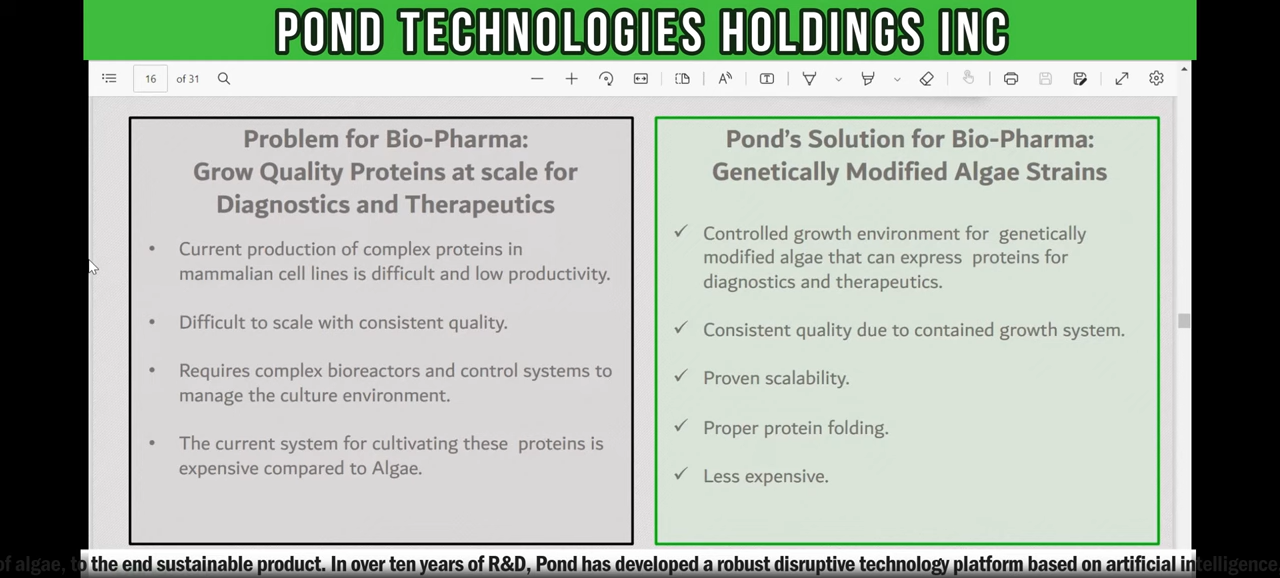 POND TECHNOLOGIES HOLDINGS INC
16 of 31
Problem for Bio-Pharma:
Grow Quality Proteins at scale for
Diagnostics and Therapeutics
• Current production of complex proteins in
mammalian cell lines is difficult and low productivity.
• Difficult to scale with consistent quality.
• Requires complex bioreactors and control systems to
manage the culture environment.
• The current system for cultivating these proteins is
expensive compared to Algae.
Pond's Solution for Bio-Pharma:
Genetically Modified Algae Strains
✓ Controlled growth environment for genetically
modified algae that can express proteins for
diagnostics and therapeutics.
✓ Consistent quality due to contained growth system.
✓ Proven scalability.
✓ Proper protein folding.
✓ Less expensive.
of algae, to the end sustainable product. In over ten years of R&D, Pond has developed a robust disruptive technology platform based on artificial intelligence